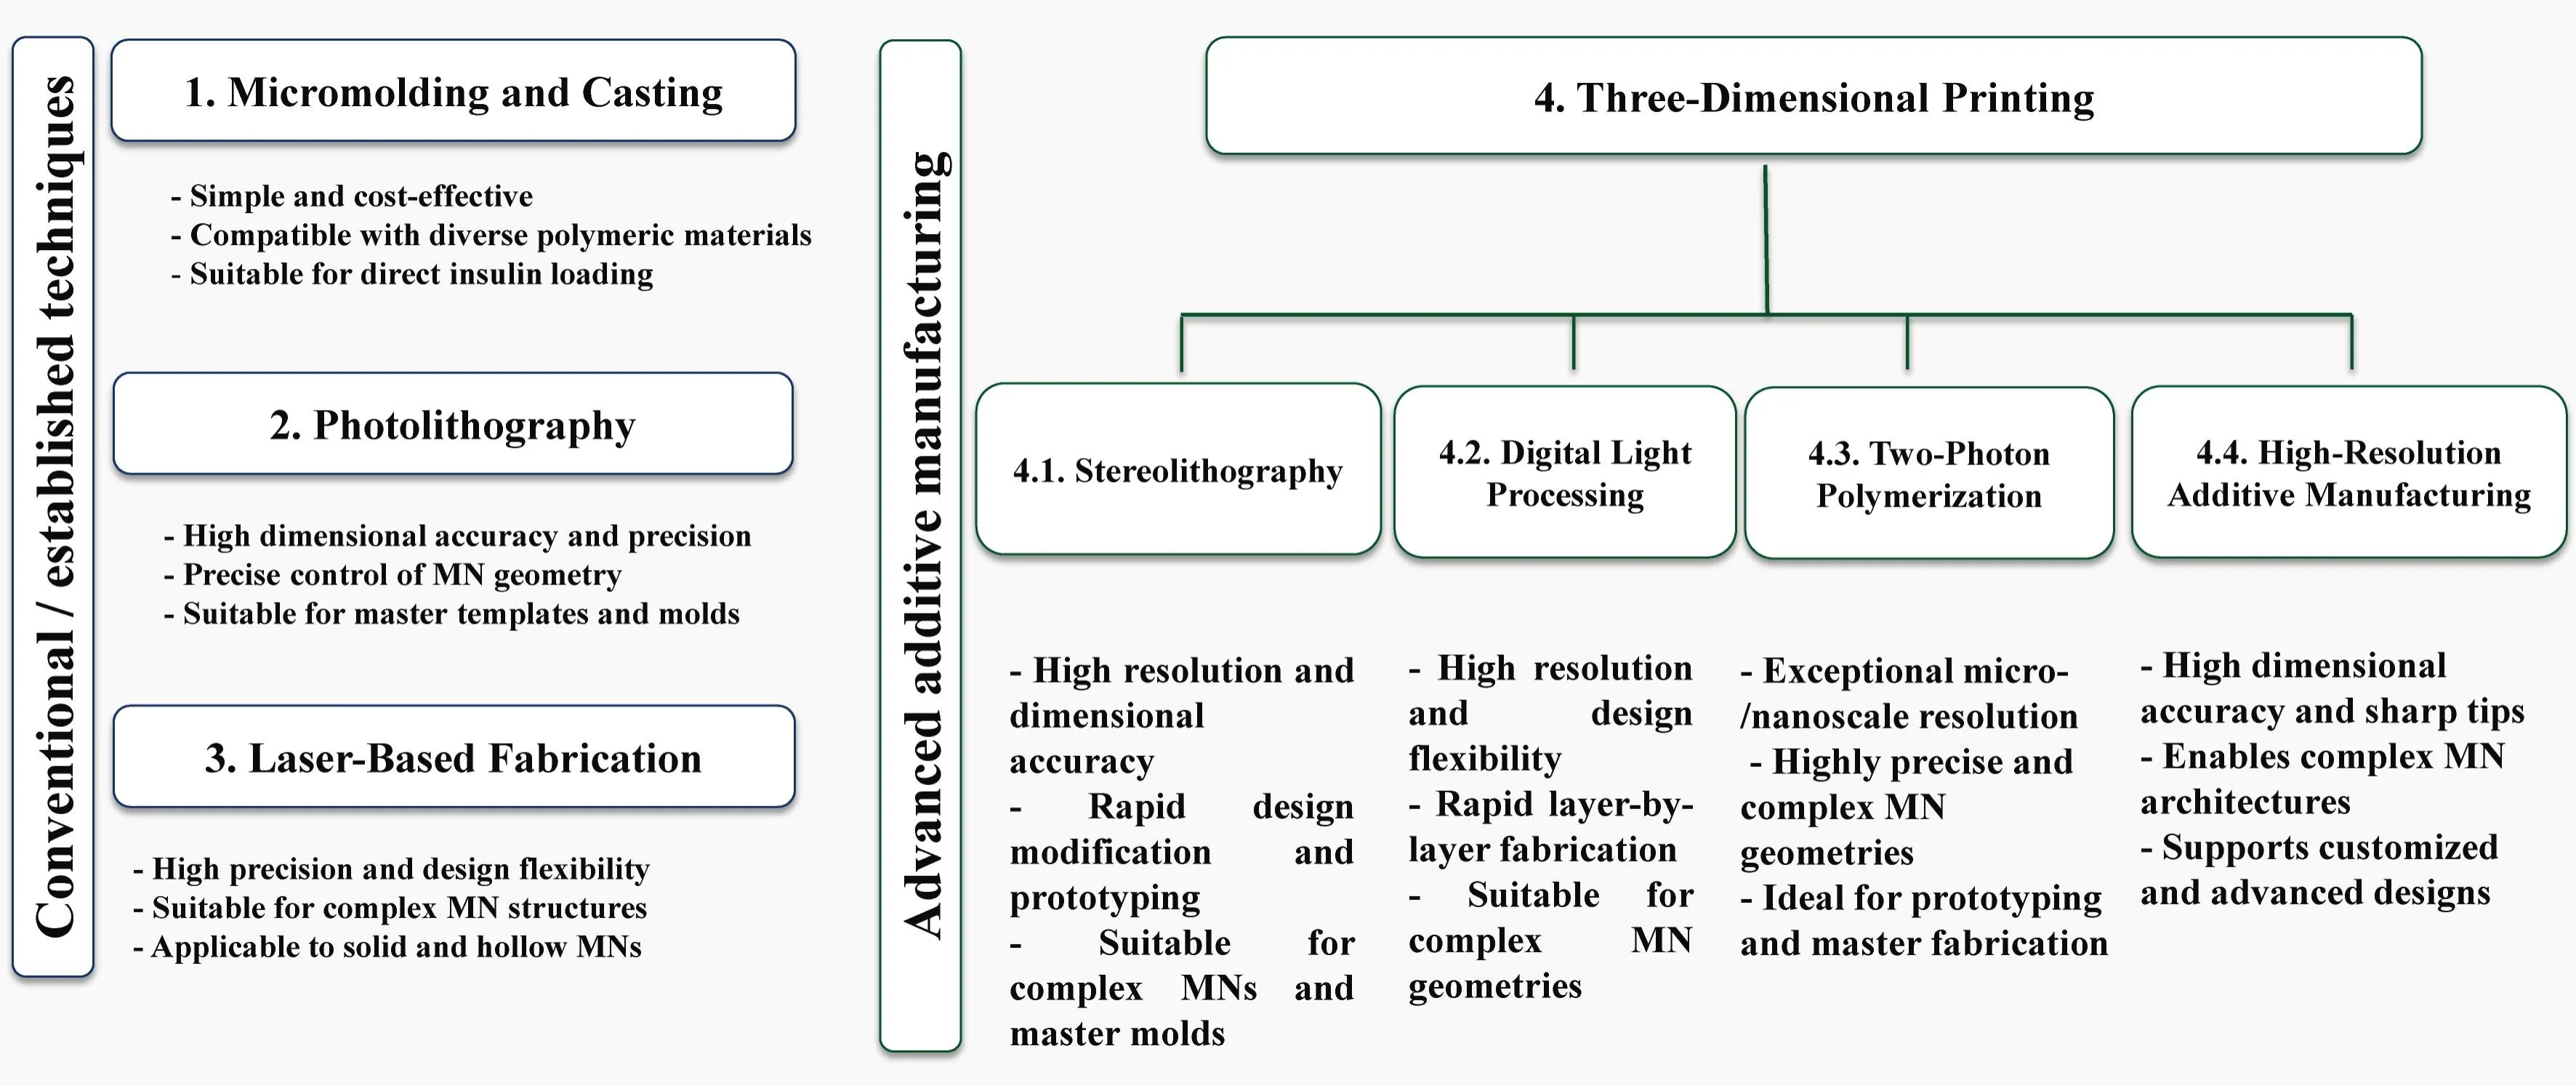 Conventional / established techniques
1. Micromolding and Casting
- Simple and cost-effective
- Compatible with diverse polymeric materials
- Suitable for direct insulin loading
2. Photolithography
- High dimensional accuracy and precision
- Precise control of MN geometry
- Suitable for master templates and molds
3. Laser-Based Fabrication
- High precision and design flexibility
- Suitable for complex MN structures
- Applicable to solid and hollow MNs
Advanced additive manufacturing
4. Three-Dimensional Printing
4.1. Stereolithography
- High resolution and
dimensional
accuracy
- Rapid design
modification and
prototyping
- Suitable for
complex MNs and
master molds
4.2. Digital Light
Processing
- High resolution
and design
flexibility
- Rapid layer-by-
layer fabrication
- Suitable for
complex MN
geometries
4.3. Two-Photon
Polymerization
- Exceptional micro-
/nanoscale resolution
- Highly precise and
complex MN
geometries
- Ideal for prototyping
and master fabrication
4.4. High-Resolution
Additive Manufacturing
- High dimensional
accuracy and sharp tips
- Enables complex MN
architectures
- Supports customized
and advanced designs